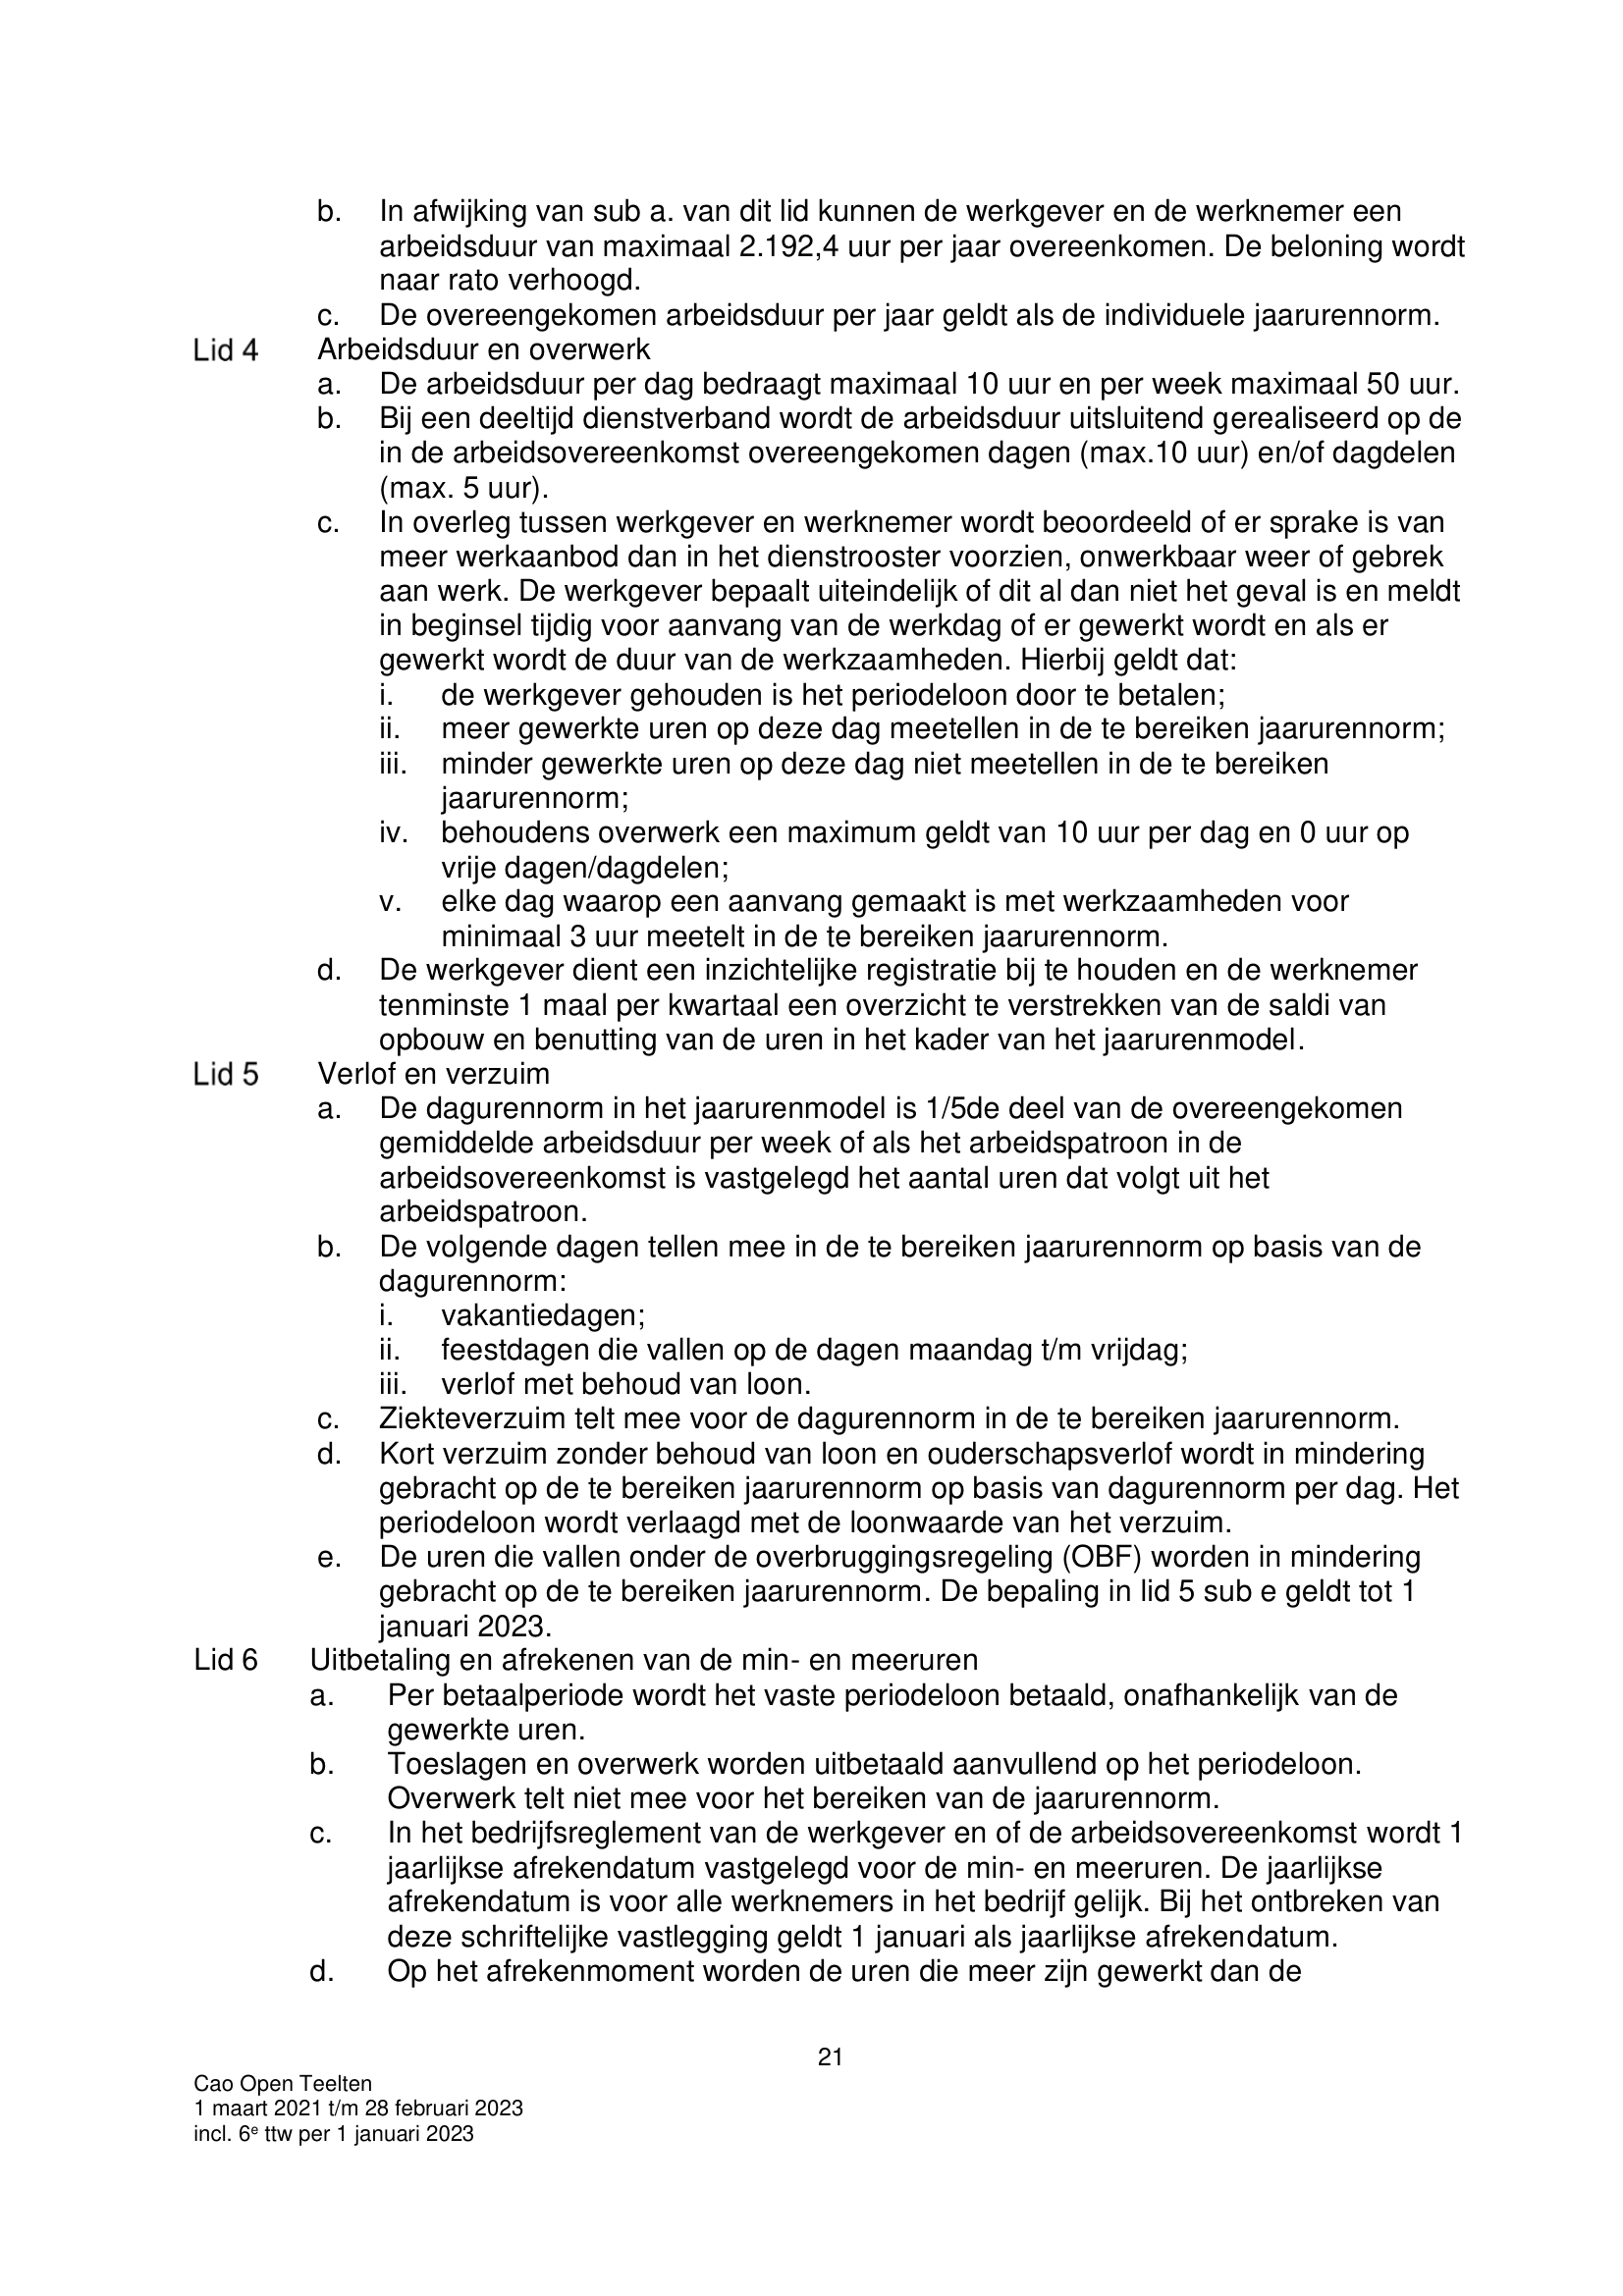 b. In afwijking van sub a. van dit lid kunnen de werkgever en de werknemer een
arbeidsduur van maximaal 2.192,4 uur per jaar overeenkomen. De beloning wordt
naar rato verhoogd.
c. De overeengekomen arbeidsduur per jaar geldt als de individuele jaarurennorm.
Lid 4 Arbeidsduur en overwerk
a. De arbeidsduur per dag bedraagt maximaal 10 uur en per week maximaal 50 uur.
b. Bij een deeltijd dienstverband wordt de arbeidsduur uitsluitend gerealiseerd op de
in de arbeidsovereenkomst overeengekomen dagen (max.10 uur) en/of dagdelen
(max. 5 uur).
c. In overleg tussen werkgever en werknemer wordt beoordeeld of er sprake is van
meer werkaanbod dan in het dienstrooster voorzien, onwerkbaar weer of gebrek
aan werk. De werkgever bepaalt uiteindelijk of dit al dan niet het geval is en meldt
in beginsel tijdig voor aanvang van de werkdag of er gewerkt wordt en als er
gewerkt wordt de duur van de werkzaamheden. Hierbij geldt dat:
i. de werkgever gehouden is het periodeloon door te betalen;
ii. meer gewerkte uren op deze dag meetellen in de te bereiken jaarurennorm;
iii. minder gewerkte uren op deze dag niet meetellen in de te bereiken
jaarurennorm;
iv. behoudens overwerk een maximum geldt van 10 uur per dag en 0 uur op
vrije dagen/dagdelen;
v. elke dag waarop een aanvang gemaakt is met werkzaamheden voor
minimaal 3 uur meetelt in de te bereiken jaarurennorm.
d. De werkgever dient een inzichtelijke registratie bij te houden en de werknemer
tenminste 1 maal per kwartaal een overzicht te verstrekken van de saldi van
opbouw en benutting van de uren in het kader van het jaarurenmodel.
Lid 5 Verlof en verzuim
a. De dagurennorm in het jaarurenmodel is 1/5de deel van de overeengekomen
gemiddelde arbeidsduur per week of als het arbeidspatroon in de
arbeidsovereenkomst is vastgelegd het aantal uren dat volgt uit het
arbeidspatroon.
b. De volgende dagen tellen mee in de te bereiken jaarurennorm op basis van de
dagurennorm:
i. vakantiedagen;
ii. feestdagen die vallen op de dagen maandag t/m vrijdag;
iii. verlof met behoud van loon.
c. Ziekteverzuim telt mee voor de dagurennorm in de te bereiken jaarurennorm.
d. Kort verzuim zonder behoud van loon en ouderschapsverlof wordt in mindering
gebracht op de te bereiken jaarurennorm op basis van dagurennorm per dag. Het
periodeloon wordt verlaagd met de loonwaarde van het verzuim.
e. De uren die vallen onder de overbruggingsregeling (OBF) worden in mindering
gebracht op de te bereiken jaarurennorm. De bepaling in lid 5 sub e geldt tot 1
januari 2023.
Lid 6 Uitbetaling en afrekenen van de min- en meeruren
a. Per betaalperiode wordt het vaste periodeloon betaald, onafhankelijk van de
gewerkte uren.
b. Toeslagen en overwerk worden uitbetaald aanvullend op het periodeloon.
Overwerk telt niet mee voor het bereiken van de jaarurennorm.
c. In het bedrijfsreglement van de werkgever en of de arbeidsovereenkomst wordt 1
jaarlijkse afrekendatum vastgelegd voor de min- en meeruren. De jaarlijkse
afrekendatum is voor alle werknemers in het bedrijf gelijk. Bij het ontbreken van
deze schriftelijke vastlegging geldt 1 januari als jaarlijkse afrekendatum.
d. Op het afrekenmoment worden de uren die meer zijn gewerkt dan de
21
Cao Open Teelten
1 maart 2021 t/m 28 februari 2023
incl. 6e ttw per 1 januari 2023